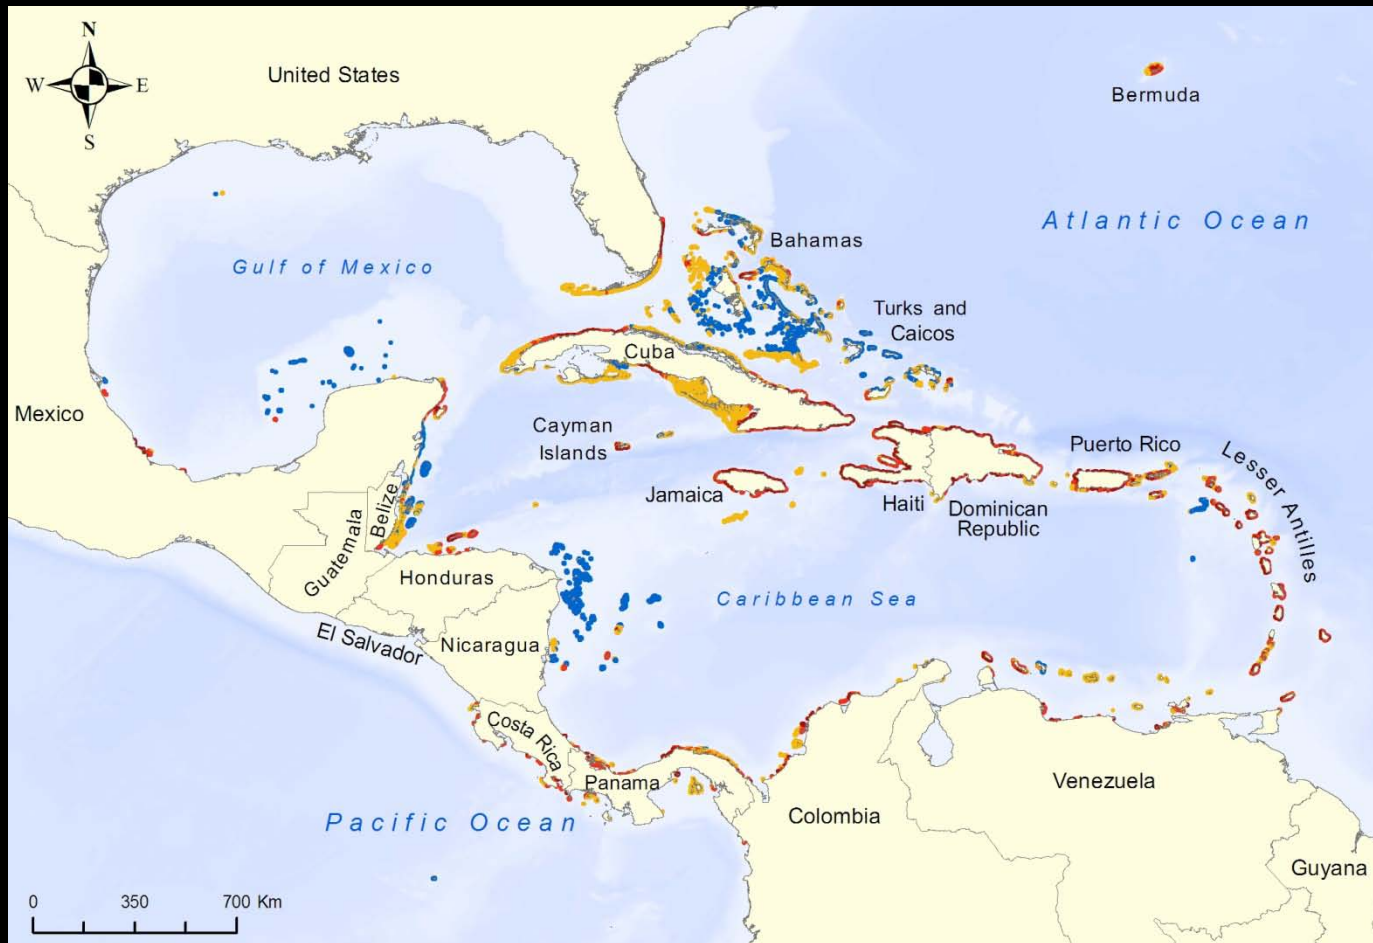 N
W E
S
United States
Bermuda
Atlantic Ocean
Bahamas
Gulf of Mexico
Turks and
Caicos
Cuba
Mexico
Cayman
Islands
Puerto Rico
Lesser Antilles
Jamaica
Haiti
Dominican
Republic
Belize
Guatemala
Honduras
Caribbean Sea
El Salvador
Nicaragua
Costa Rica
Panama
Venezuela
Colombia
Pacific Ocean
Guyana
0 350 700 Km